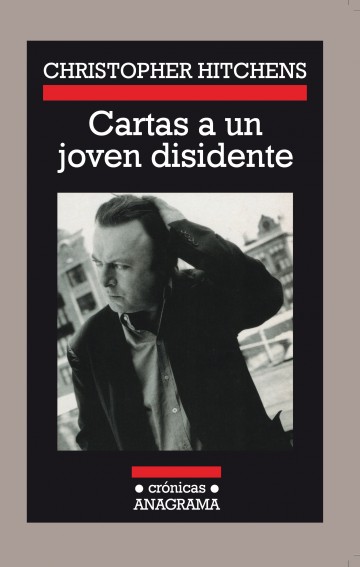 CHRISTOPHER HITCHENS
Cartas a un
joven disidente
• crónicas •
ANAGRAMA